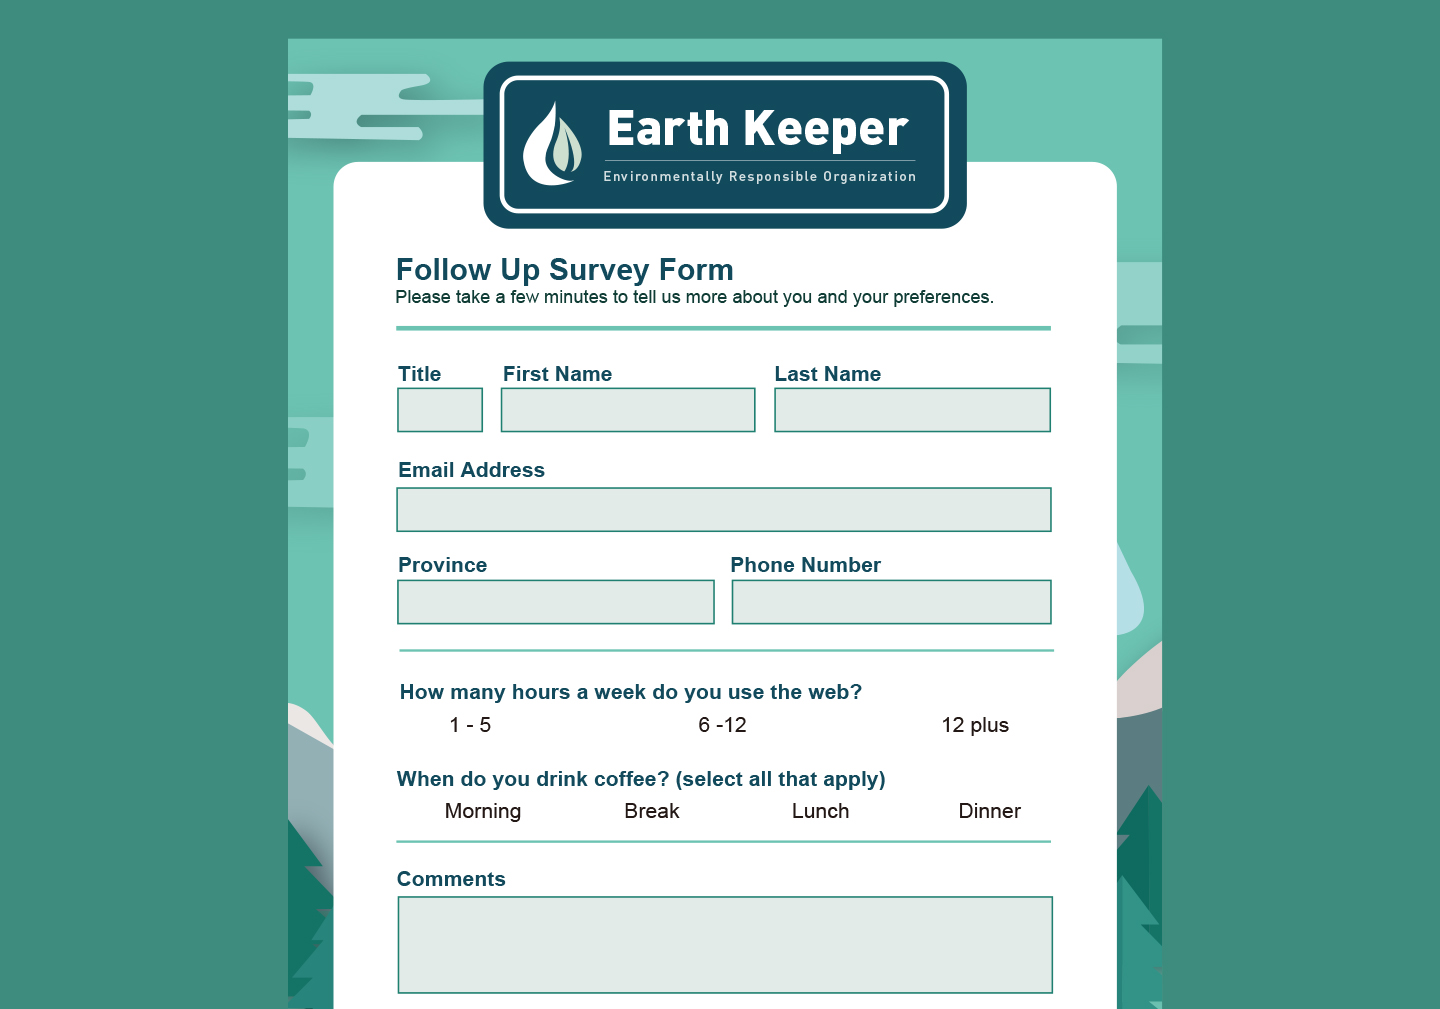 Earth Keeper
Environmentally Responsible Organization
Follow Up Survey Form
Please take a few minutes to tell us more about you and your preferences.
Title First Name Last Name
Email Address
Province Phone Number
How many hours a week do you use the web?
1 - 5 6 -12 12 plus
When do you drink coffee? (select all that apply)
Morning Break Lunch Dinner
Comments